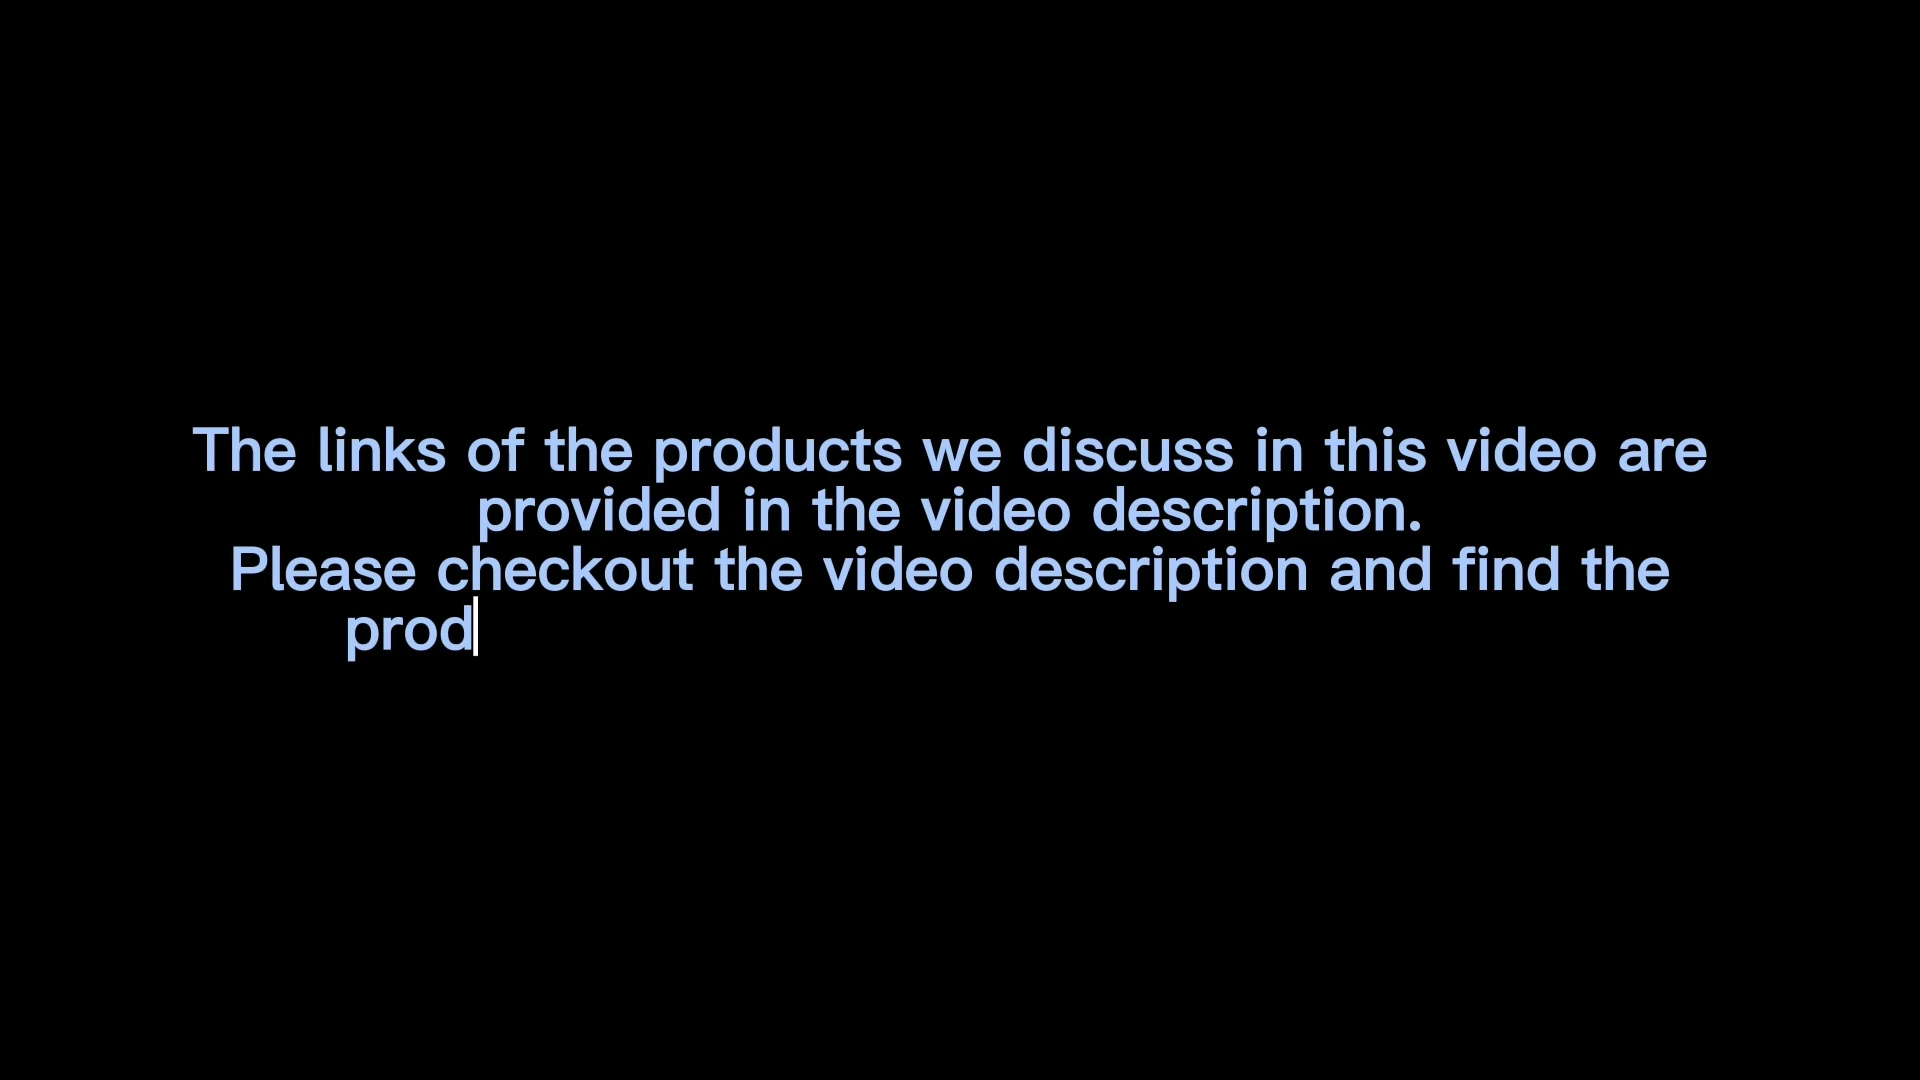 The links of the products we discuss in this video are
provided in the video description.
Please checkout the video description and find the
prod